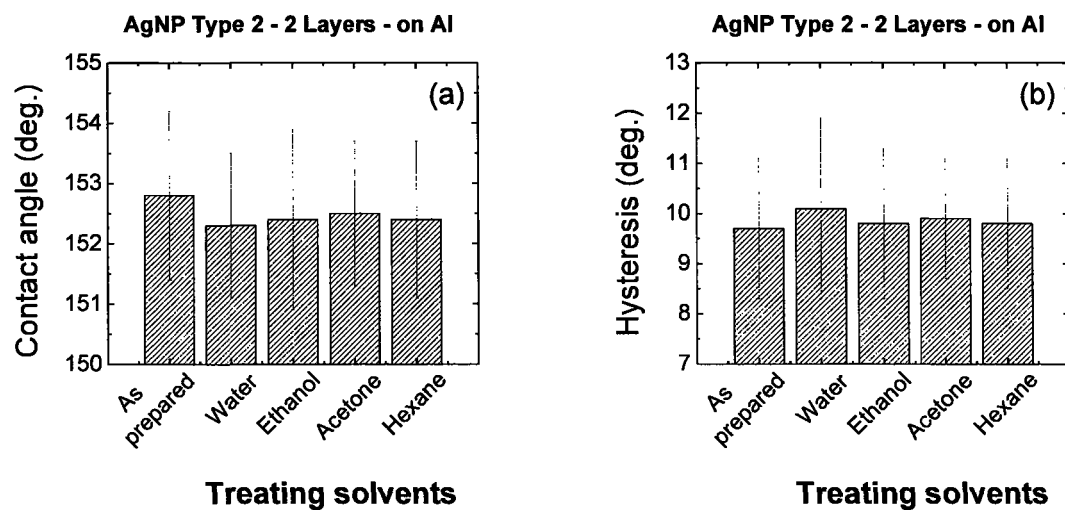 AgNP Type 2 - 2 Layers - on Al
(a)
Contact angle (deg.)
155
154
153
152
151
150
As
prepared
Water
Ethanol
Acetone
Hexane
Treating solvents
AgNP Type 2 - 2 Layers - on Al
(b)
Hysteresis (deg.)
13
12
11
10
9
8
7
As
prepared
Water
Ethanol
Acetone
Hexane
Treating solvents